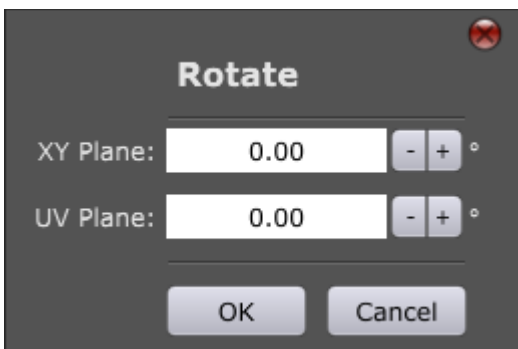 Rotate
XY Plane: 0.00 - + °
UV Plane: 0.00 - + °
OK Cancel